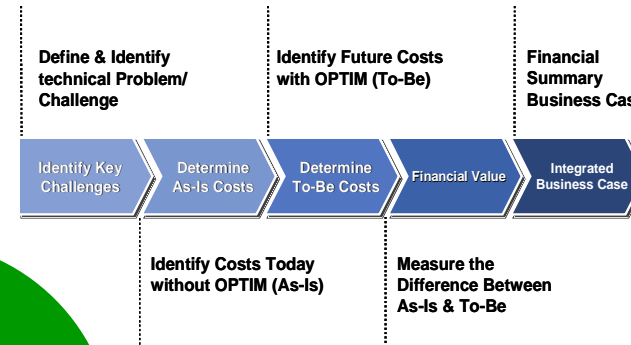 Define & Identify
technical Problem/
Challenge
Identify Future Costs
with OPTIM (To-Be)
Financial
Summary
Business Cas
Identify Key
Challenges
Determine
As-Is Costs
Determine
To-Be Costs
Financial Value
Integrated
Business Case
Identify Costs Today
without OPTIM (As-Is)
Measure the
Difference Between
As-Is & To-Be